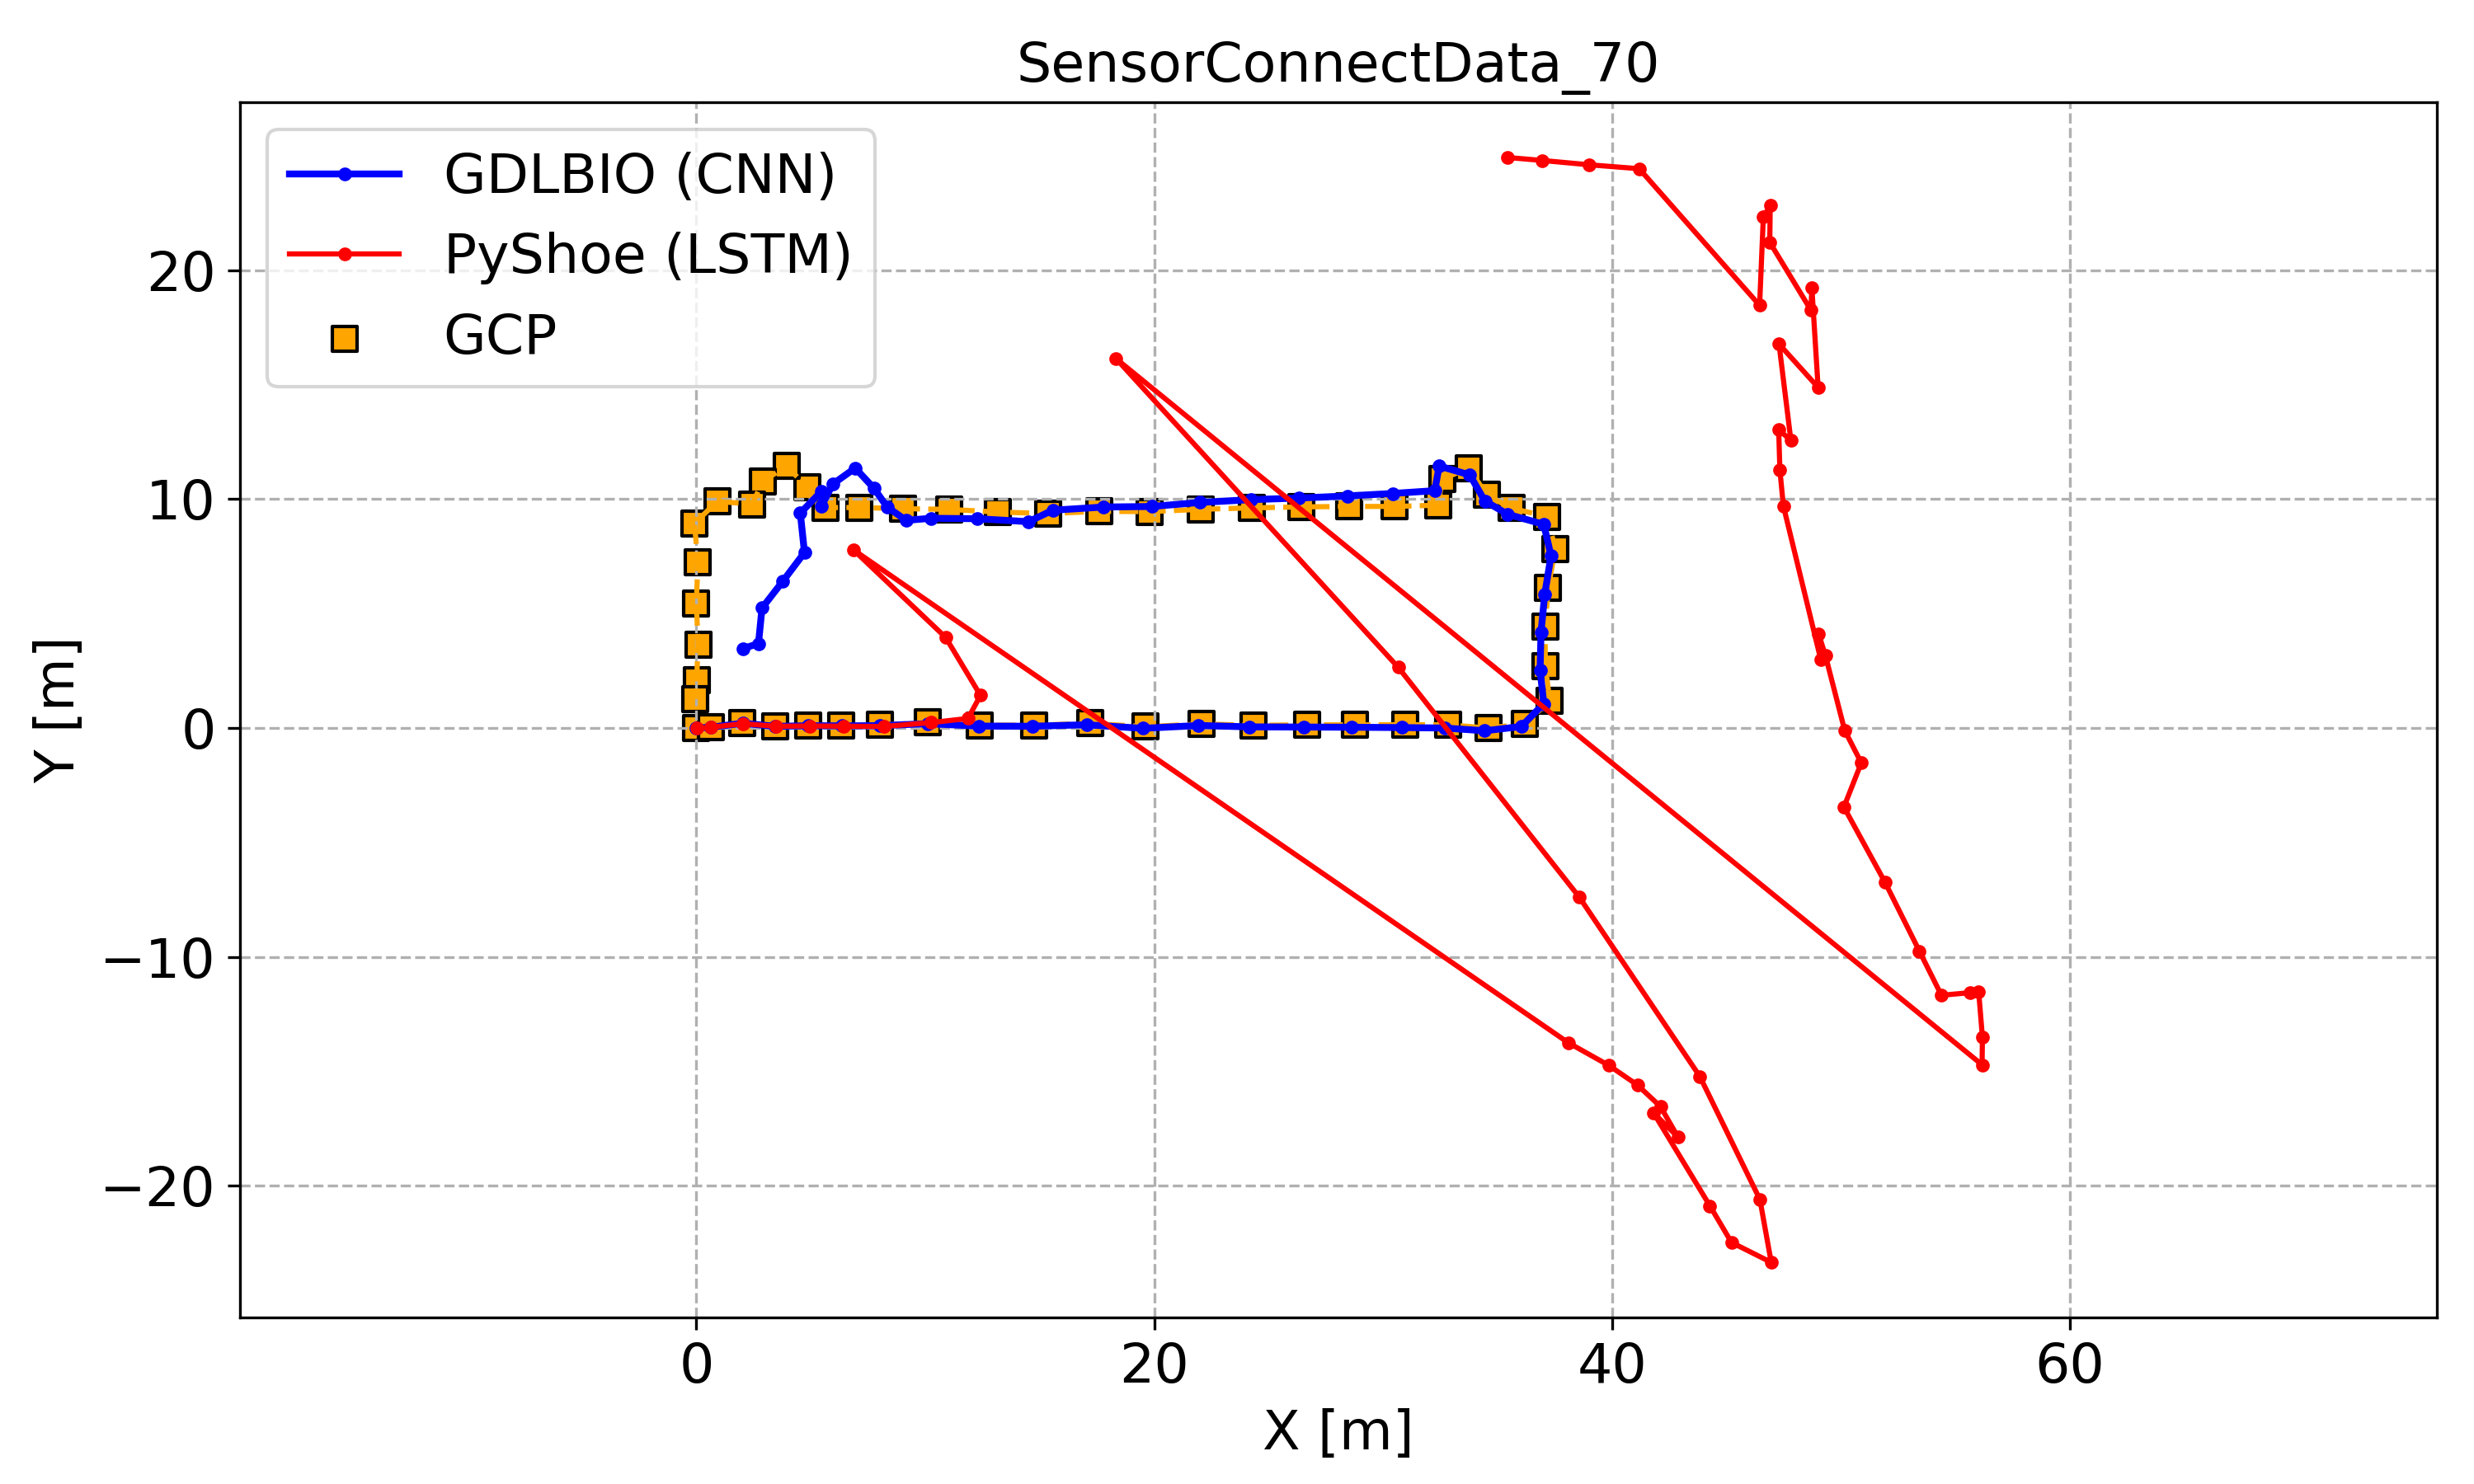 SensorConnectData_70
GDLBIO (CNN)
PyShoe (LSTM)
GCP
Y [m]
20
10
0
−10
−20
0
20
40
60
X [m]